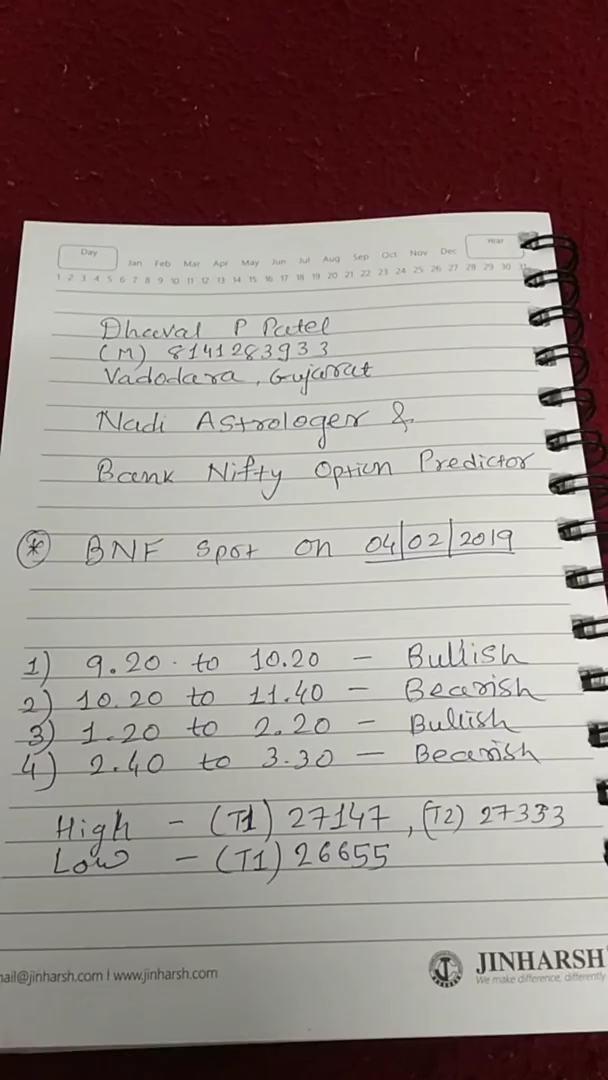 Day
Jan Feb Mar Apr May Jun Jul Aug Sep Oct Nov Dec
Year
1 2 3 4 5 6 7 8 9 10 11 12 13 14 15 16 17 18 19 20 21 22 23 24 25 26 27 28 29 30 31
Dhaval P Patel
(M) 8141283933
Vadodara, Gujarat
Nadi Astrologer &
Bank Nifty Option Predictor
* BNF Spot on 04/02/2019
1) 9.20 to 10.20 - Bullish
2) 10.20 to 11.40 - Bearish
3) 1.20 to 2.20 - Bullish
4) 2.40 to 3.30 - Bearish
High - (T1) 27147, (T2) 27333
Low - (T1) 26655
ail@jinharsh.com | www.jinharsh.com
JINHARSH
We make difference, differently